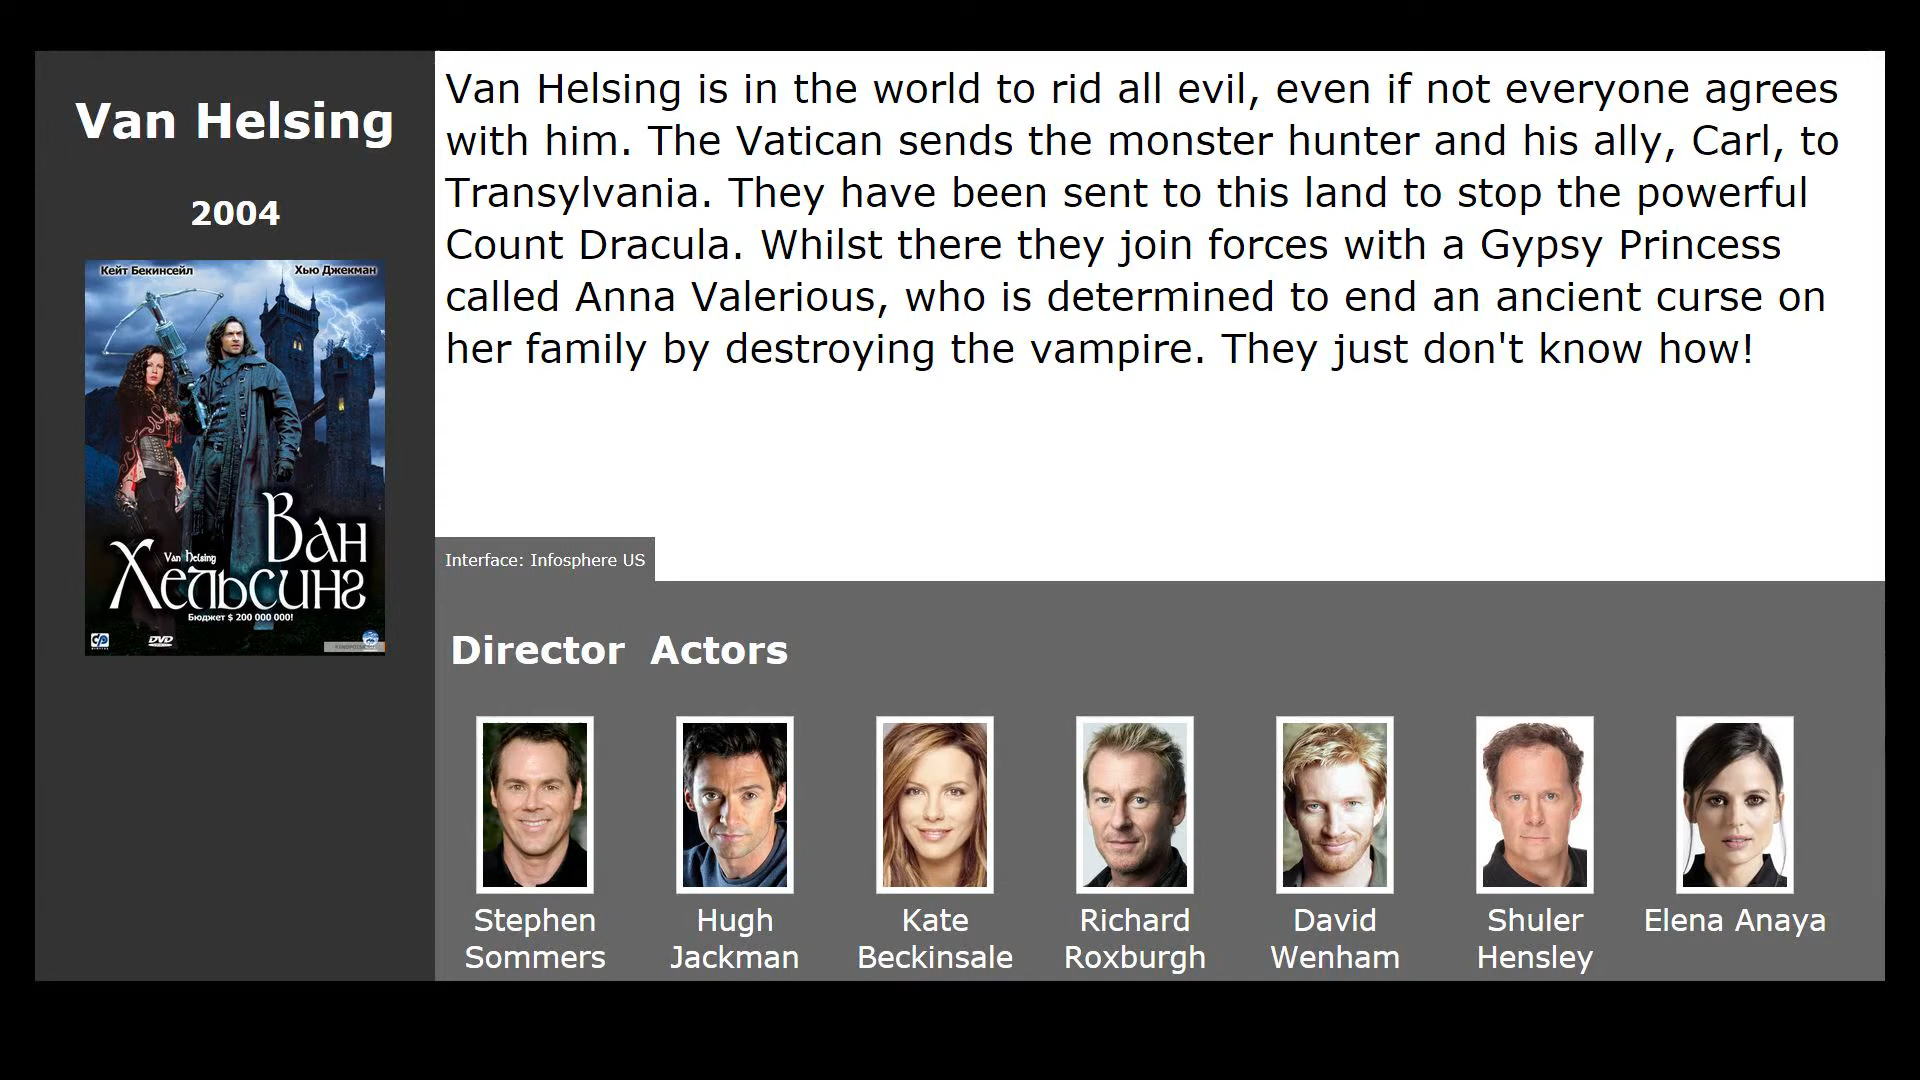 Van Helsing
2004
Кейт Бекинсейл
Хью Джекман
Ван
Van Helsing
Хельсинг
Бюджет $ 200 000 000!
DVD
Van Helsing is in the world to rid all evil, even if not everyone agrees
with him. The Vatican sends the monster hunter and his ally, Carl, to
Transylvania. They have been sent to this land to stop the powerful
Count Dracula. Whilst there they join forces with a Gypsy Princess
called Anna Valerious, who is determined to end an ancient curse on
her family by destroying the vampire. They just don't know how!
Interface: Infosphere US
Director Actors
Stephen
Sommers
Hugh
Jackman
Kate
Beckinsale
Richard
Roxburgh
David
Wenham
Shuler
Hensley
Elena Anaya